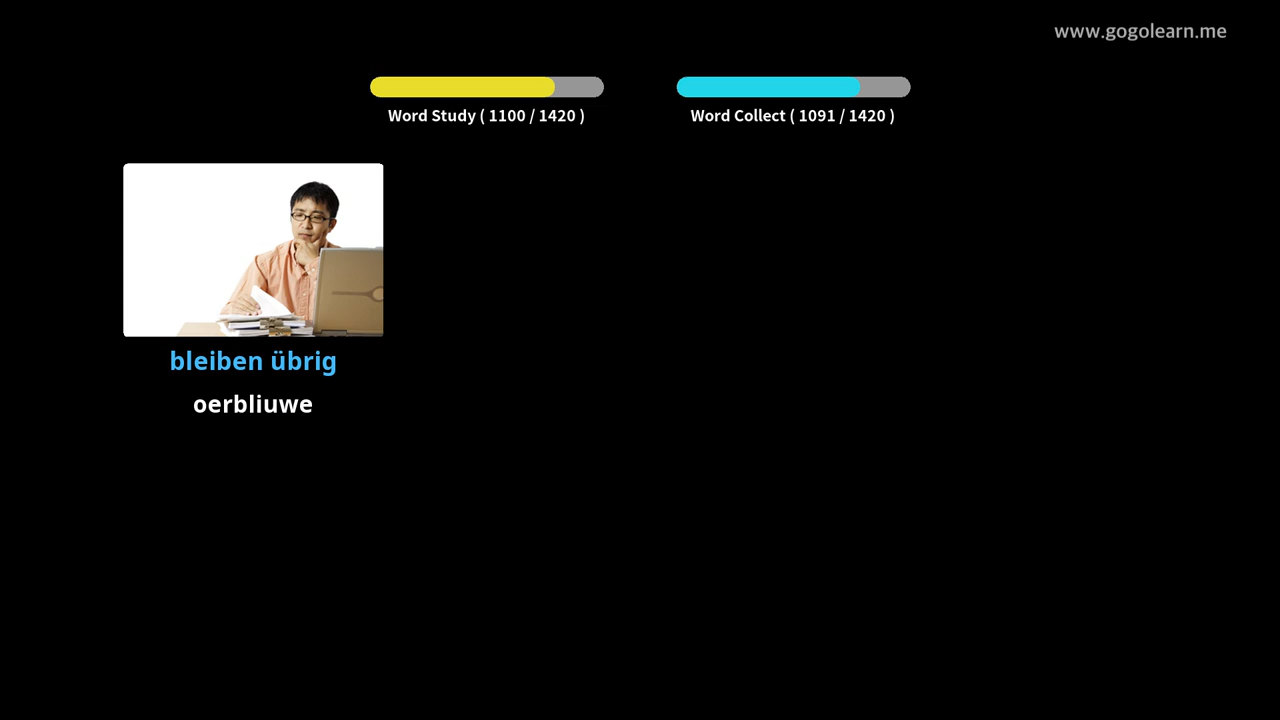 www.gogolearn.me
Word Study ( 1100 / 1420 )
Word Collect ( 1091 / 1420 )
bleiben übrig
oerbliuwe